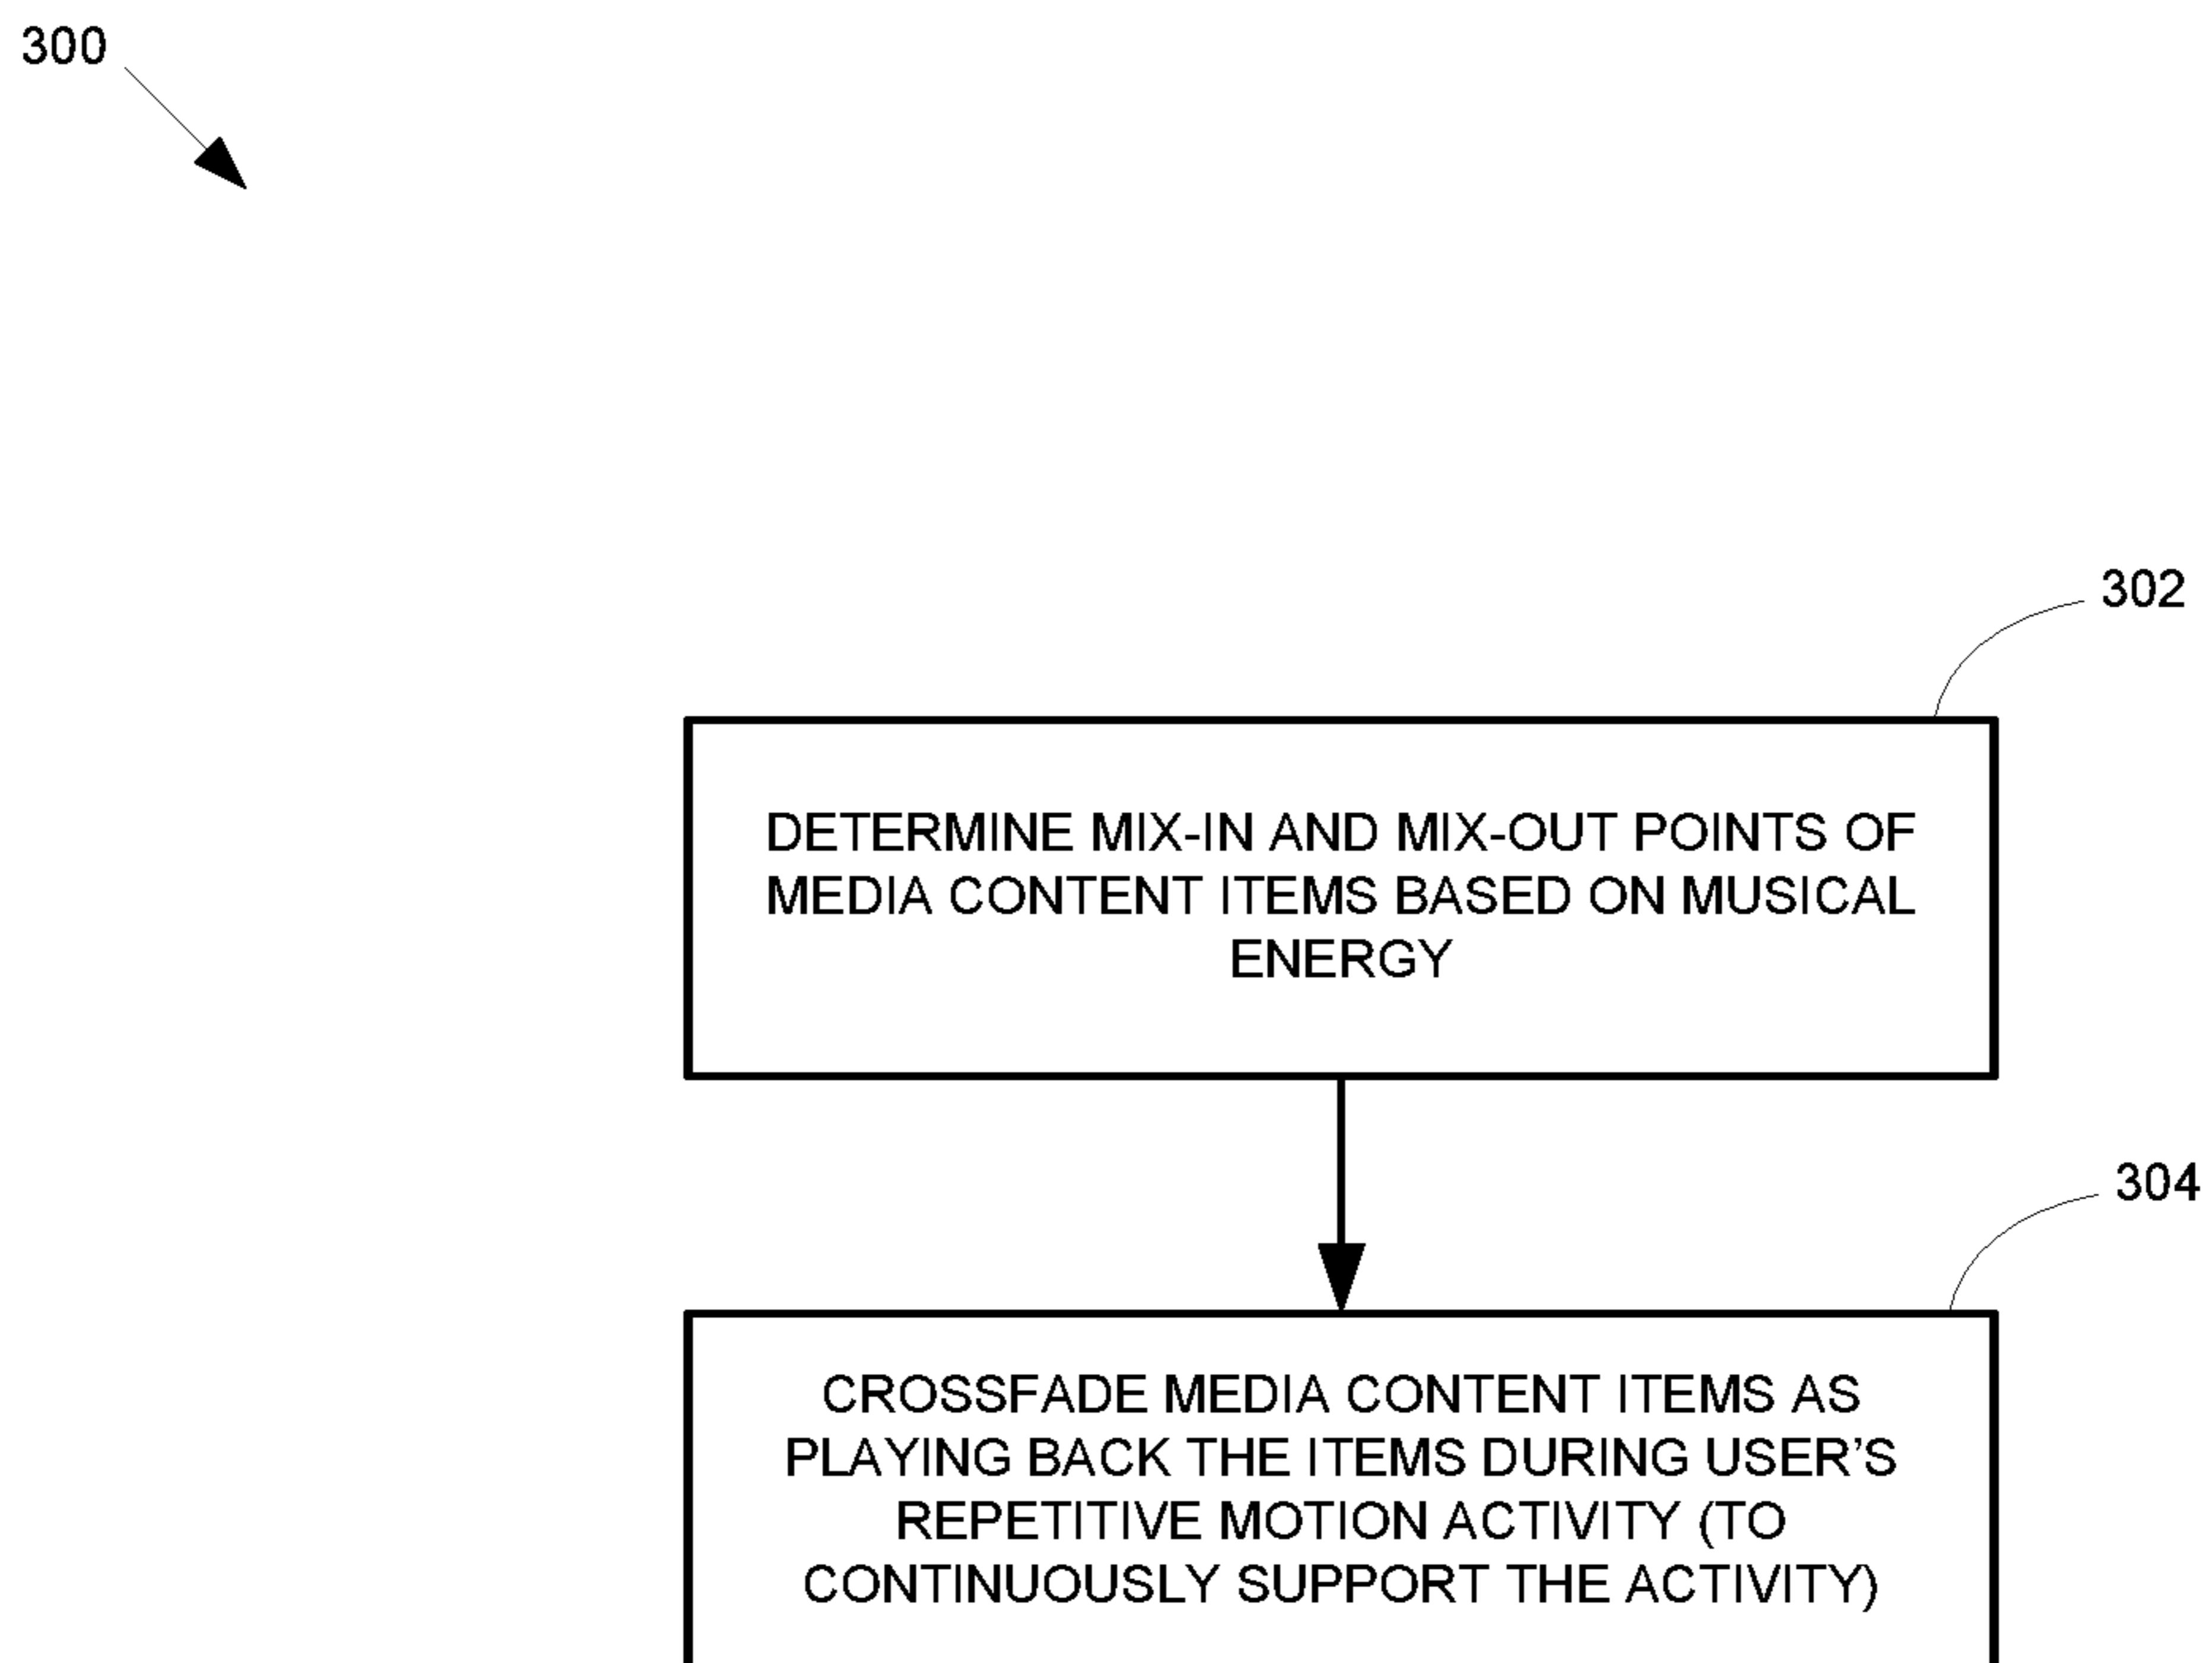 300
302
DETERMINE MIX-IN AND MIX-OUT POINTS OF
MEDIA CONTENT ITEMS BASED ON MUSICAL
ENERGY
304
CROSSFADE MEDIA CONTENT ITEMS AS
PLAYING BACK THE ITEMS DURING USER’S
REPETITIVE MOTION ACTIVITY (TO
CONTINUOUSLY SUPPORT THE ACTIVITY)